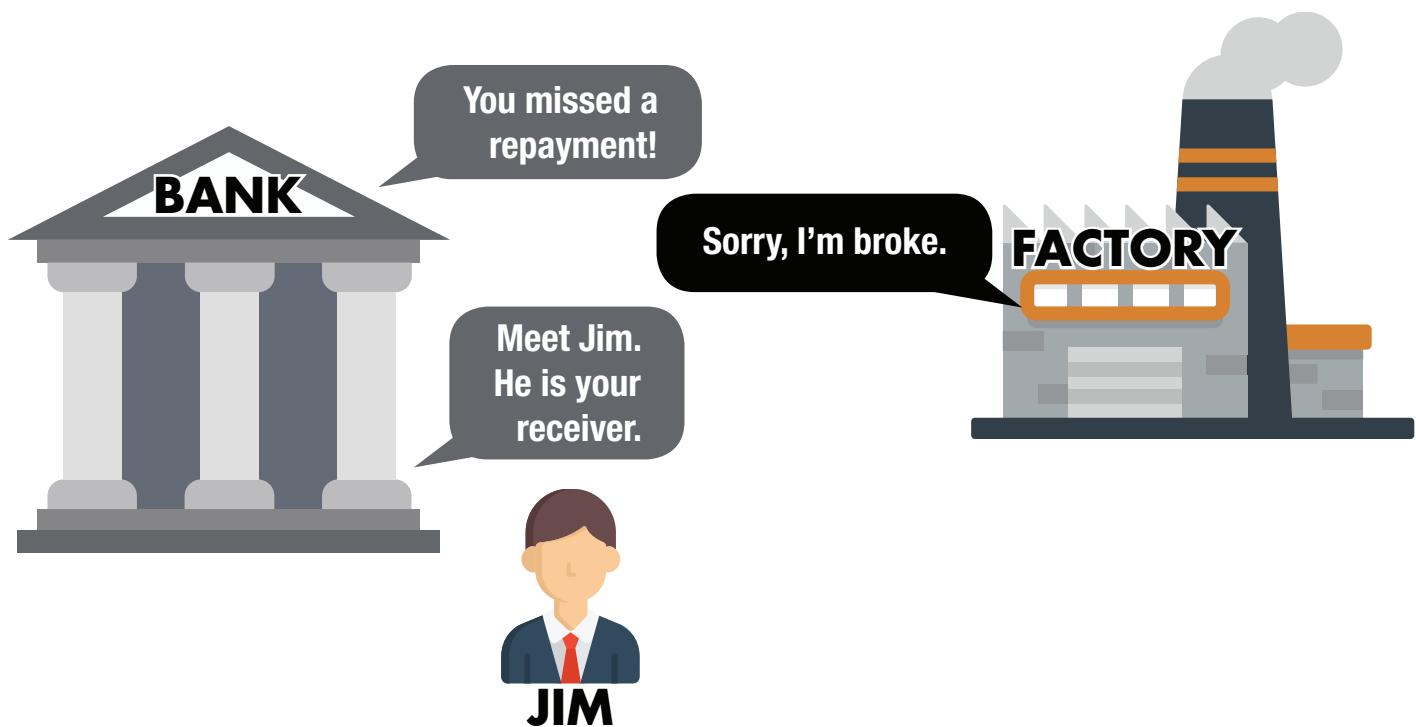 You missed a
repayment!
BANK
Sorry, I'm broke.
FACTORY
Meet Jim.
He is your
receiver.
JIM